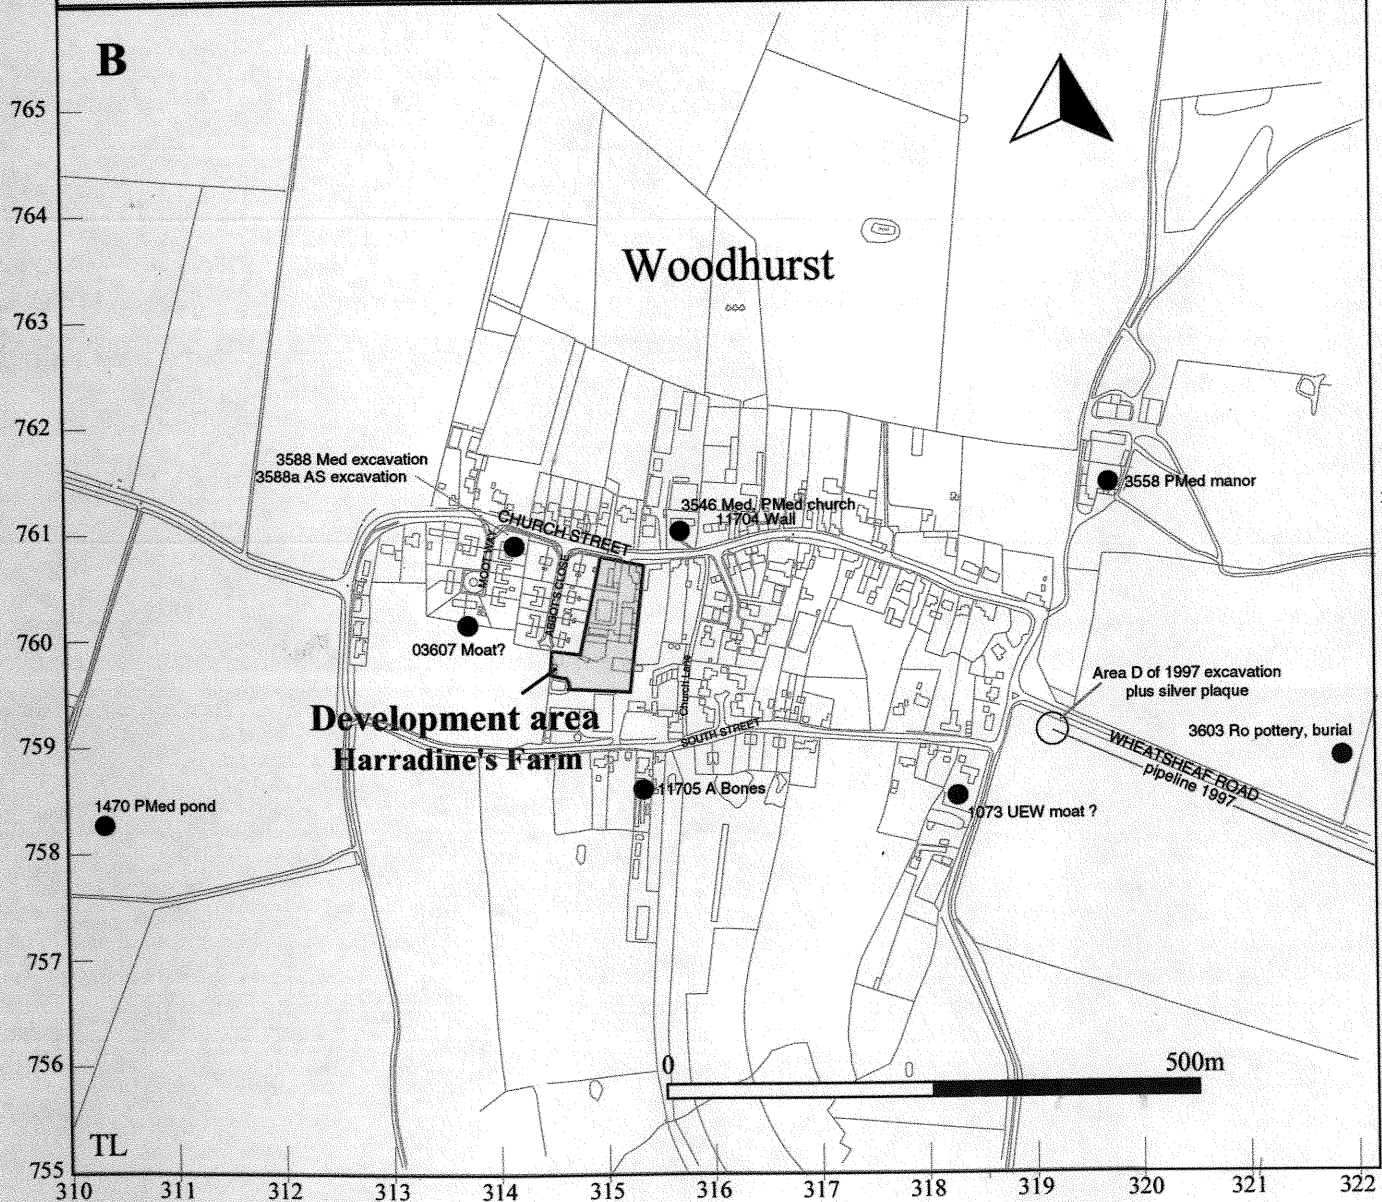 B
765
764
Woodhurst
763
762
3588 Med excavation
3588a AS excavation
3558 PMed manor
3546 Med, PMed church
11704 Wall
761
CHURCH STREET
MOOT WAY
ABBOT'S CLOSE
760
03607 Moat?
Church Lane
Area D of 1997 excavation
plus silver plaque
Development area
Harradine's Farm
SOUTH STREET
759
3603 Ro pottery, burial
WHEATSHEAF ROAD
pipeline 1997
11705 A Bones
1470 PMed pond
1073 UEW moat ?
758
757
756
0 500m
TL
755
310 311 312 313 314 315 316 317 318 319 320 321 322